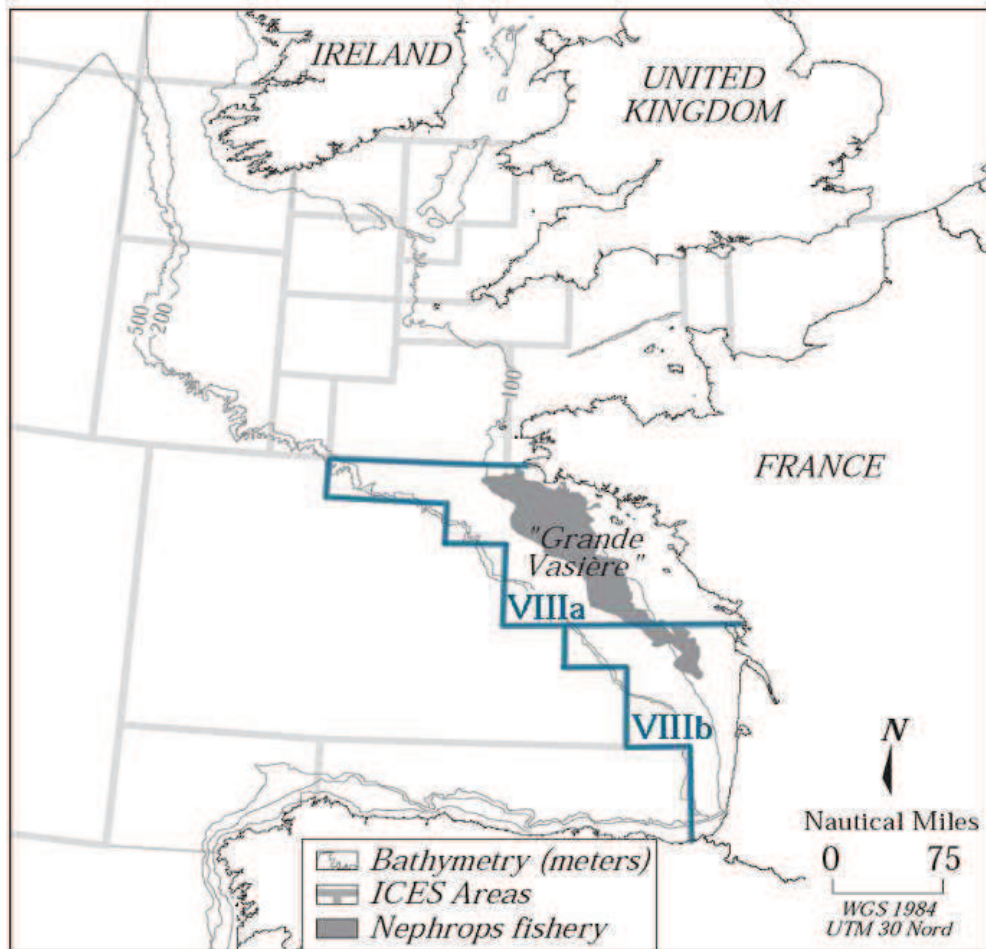 IRELAND
UNITED
KINGDOM
500
200
100
FRANCE
"Grande
Vasière"
VIIIa
VIIIb
N
Nautical Miles
0 75
WGS 1984
UTM 30 Nord
Bathymetry (meters)
ICES Areas
Nephrops fishery